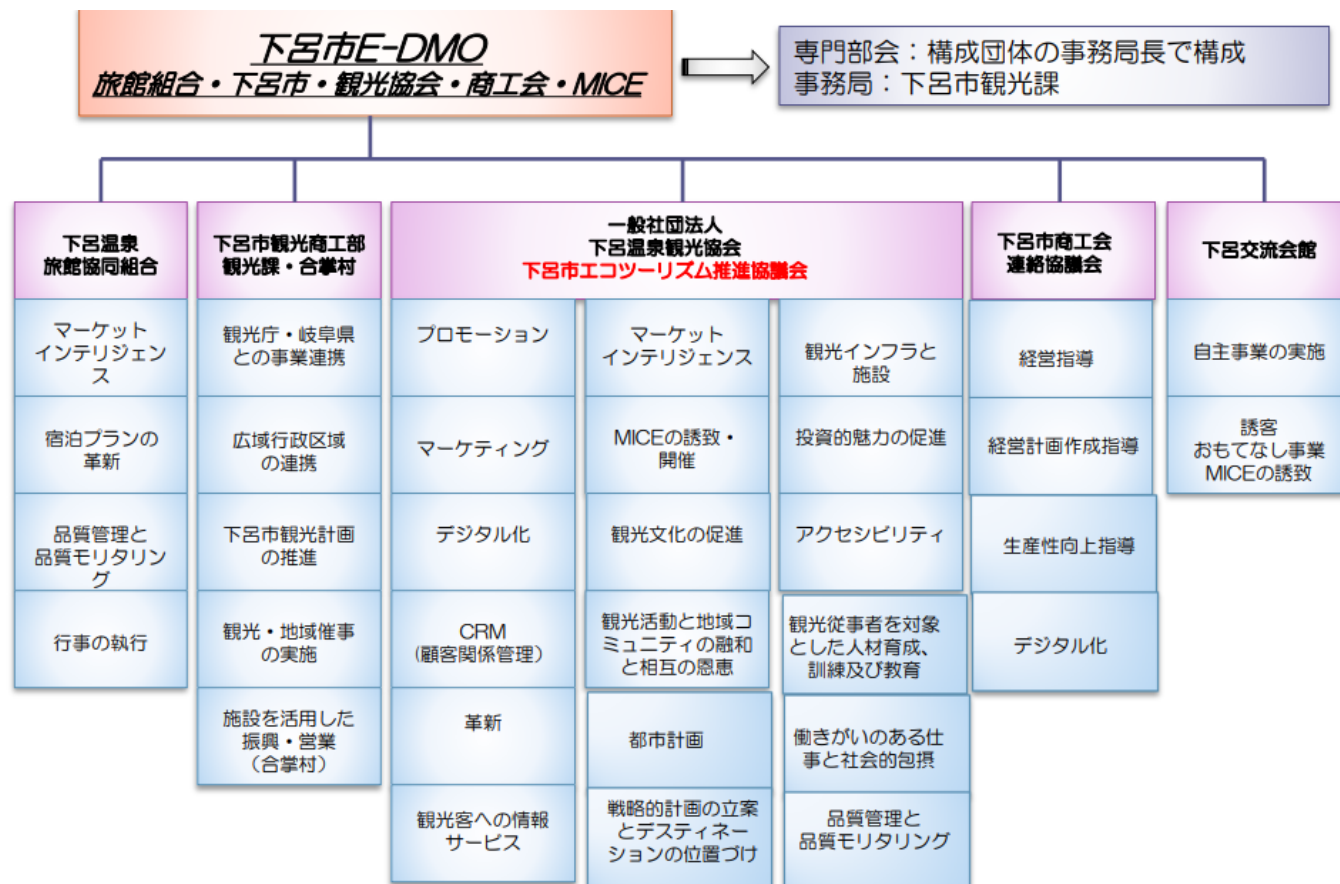 下呂市E-DMO
旅館組合・下呂市・観光協会・商工会・MICE
専門部会：構成団体の事務局長で構成
事務局：下呂市観光課
下呂温泉
旅館協同組合
マーケット
インテリジェン
ス
宿泊プランの
革新
品質管理と
品質モリタリン
グ
行事の執行
下呂市観光商工部
観光課・合掌村
観光庁・岐阜県
との事業連携
広域行政区域
の連携
下呂市観光計画
の推進
観光・地域催事
の実施
施設を活用した
振興・営業
（合掌村）
一般社団法人
下呂温泉観光協会
下呂市エコツーリズム推進協議会
プロモーション
マーケティング
デジタル化
CRM
(顧客関係管理）
革新
観光客への情報
サービス
マーケット
インテリジェンス
MICEの誘致・
開催
観光文化の促進
観光活動と地域コ
ミュニティの融和
と相互の恩恵
都市計画
戦略的計画の立案
とデスティネー
ションの位置づけ
観光インフラと
施設
投資的魅力の促進
アクセシビリティ
観光従事者を対象
とした人材育成、
訓練及び教育
働きがいのある仕
事と社会的包摂
品質管理と
品質モリタリング
下呂市商工会
連絡協議会
経営指導
経営計画作成指導
生産性向上指導
デジタル化
下呂交流会館
自主事業の実施
誘客
おもてなし事業
MICEの誘致